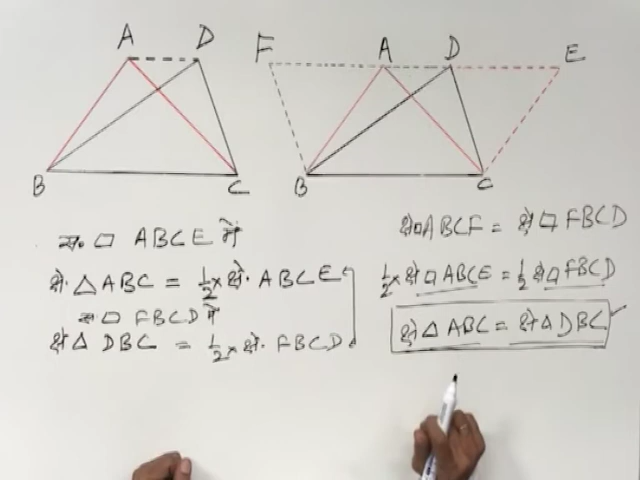 A D
F A D E
B C
B C
स. ▱ ABCE में
क्षे. △ ABC = 1/2 × क्षे. ABCE
स ▱ FBCD में
क्षे △ DBC = 1/2 × क्षे. FBCD
क्षे ▱ ABCF = क्षे ▱ FBCD
1/2 × क्षे ▱ ABCE = 1/2 क्षे ▱ FBCD
क्षे △ ABC = क्षे △ DBC ✓